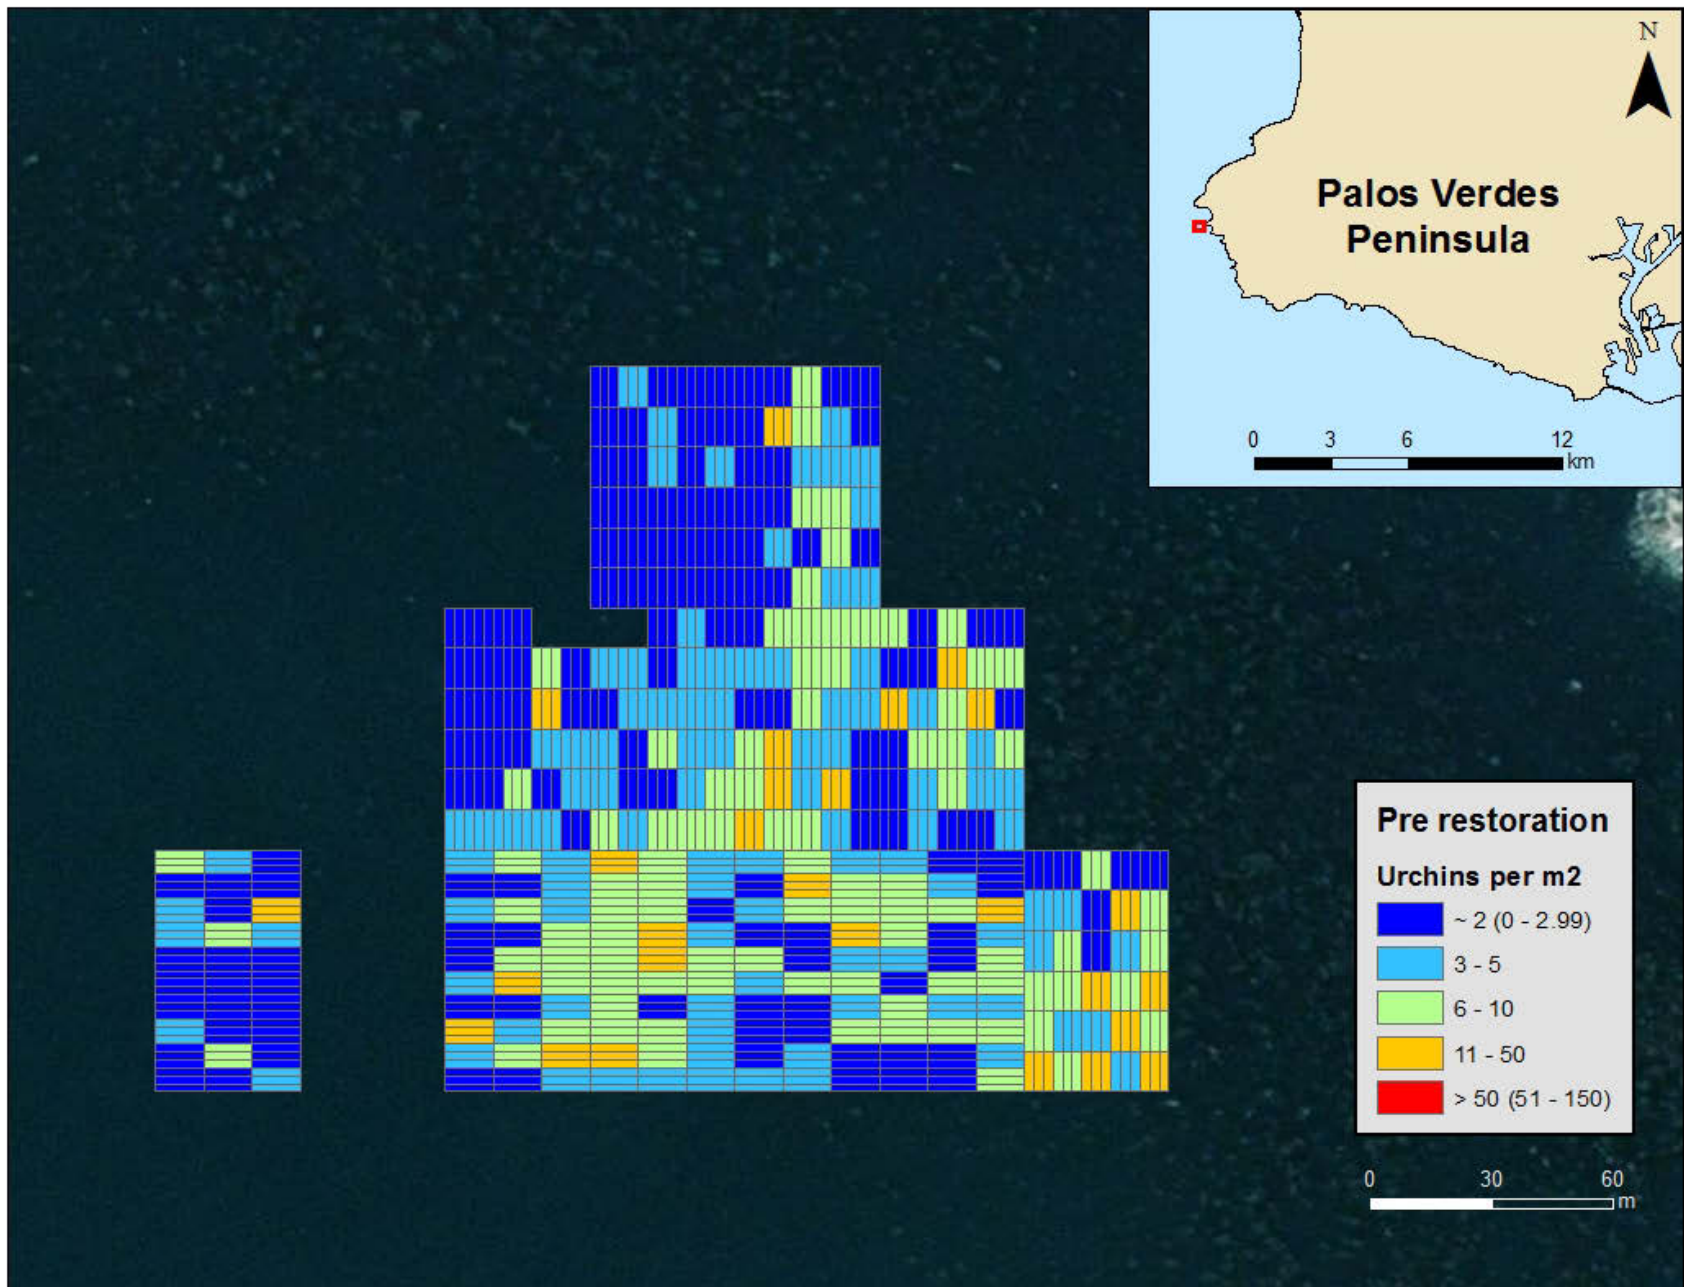 N
Palos Verdes
Peninsula
0 3 6 12
km
Pre restoration
Urchins per m2
~ 2 (0 - 2.99)
3 - 5
6 - 10
11 - 50
> 50 (51 - 150)
0 30 60
m